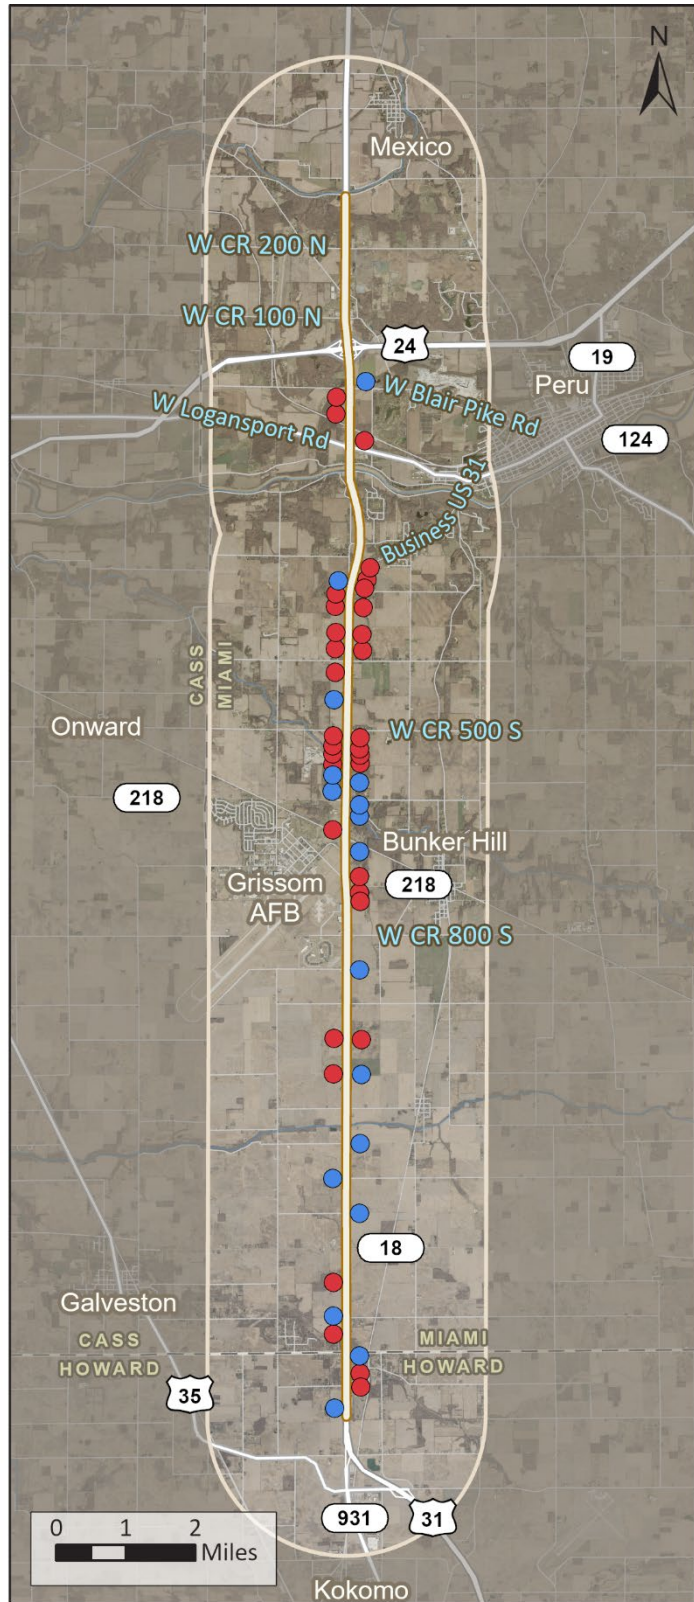 N
Mexico
W CR 200 N
W CR 100 N
24
19
Peru
W Blair Pike Rd
W Logansport Rd
124
Business US 31
CASS
MIAMI
Onward
W CR 500 S
218
Bunker Hill
Grissom
AFB
218
W CR 800 S
18
Galveston
CASS
HOWARD
MIAMI
HOWARD
35
931
31
0 1 2
Miles
Kokomo